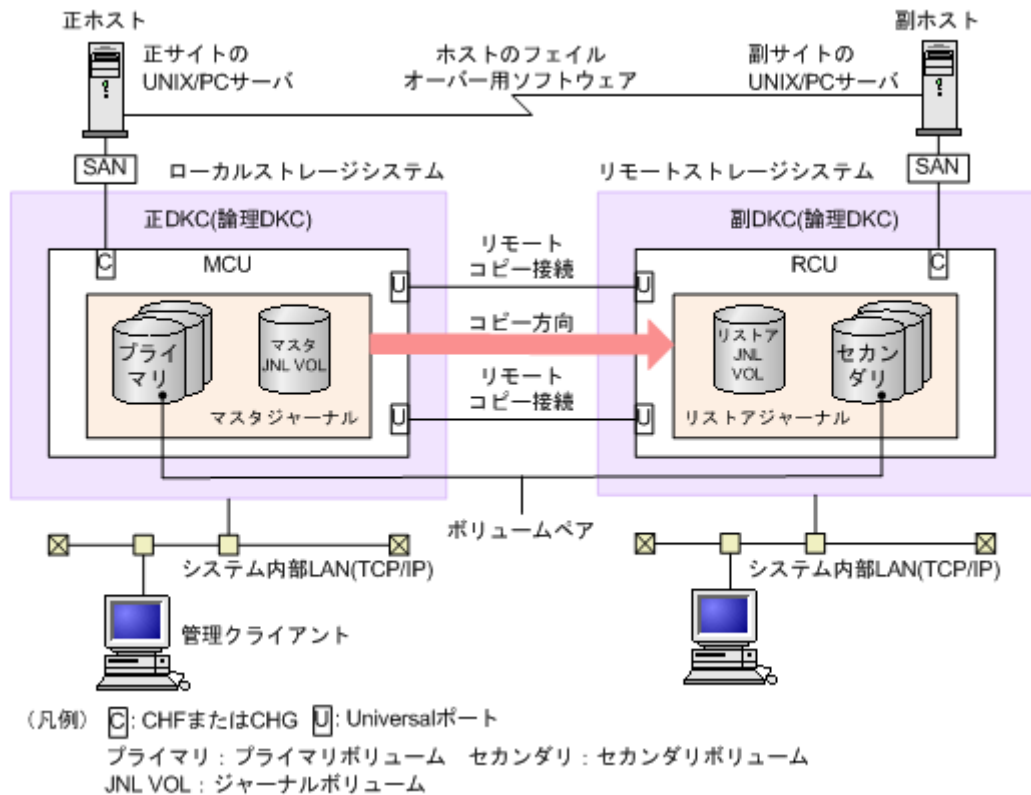 正ホスト
正サイトの
UNIX/PCサーバ
ホストのフェイル
オーバー用ソフトウェア
副サイトの
UNIX/PCサーバ
副ホスト
SAN
ローカルストレージシステム
リモートストレージシステム
SAN
正DKC(論理DKC)
副DKC(論理DKC)
C
MCU
リモート
コピー接続
RCU
C
U
U
プライ
マリ
マスタ
JNL VOL
コピー方向
リストア
JNL
VOL
セカン
ダリ
リモート
コピー接続
マスタジャーナル
U
U
リストアジャーナル
ボリュームペア
システム内部LAN(TCP/IP)
システム内部LAN(TCP/IP)
管理クライアント
(凡例) C: CHFまたはCHG U: Universalポート
プライマリ：プライマリボリューム セカンダリ：セカンダリボリューム
JNL VOL：ジャーナルボリューム